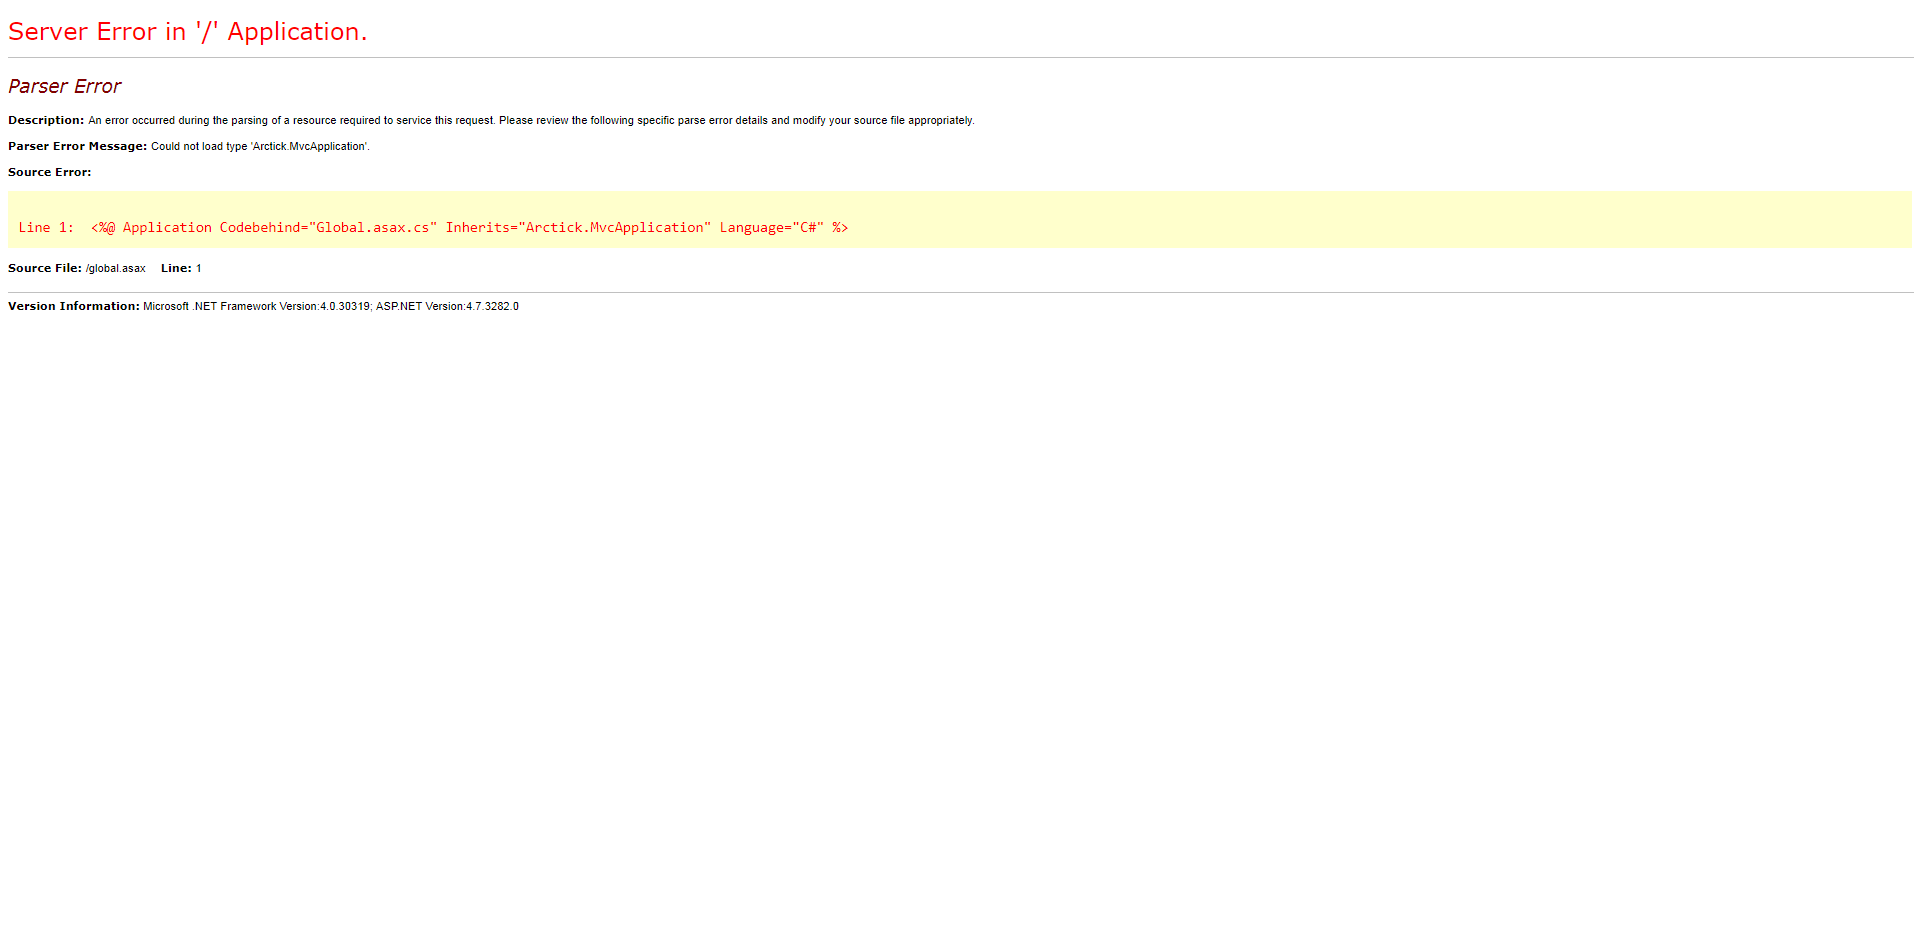 Server Error in '/' Application.
Parser Error
Description: An error occurred during the parsing of a resource required to service this request. Please review the following specific parse error details and modify your source file appropriately.
Parser Error Message: Could not load type 'Arctick.MvcApplication'.
Source Error:
Line 1:  <%@ Application Codebehind="Global.asax.cs" Inherits="Arctick.MvcApplication" Language="C#" %>
Source File: /global.asax    Line: 1
Version Information: Microsoft .NET Framework Version:4.0.30319; ASP.NET Version:4.7.3282.0